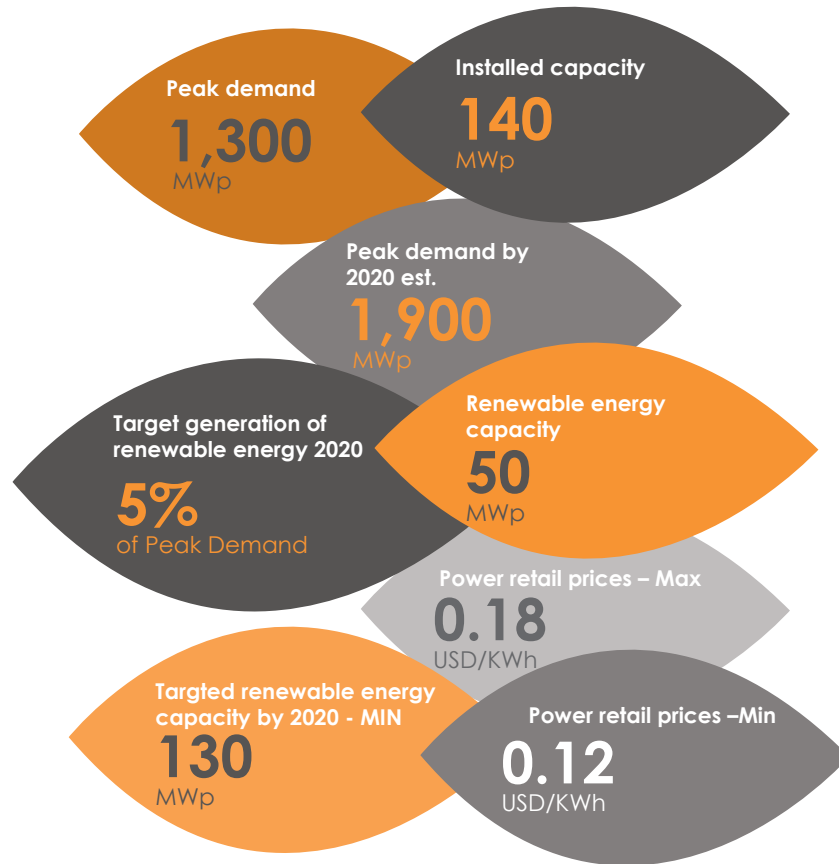 Peak demand
1,300
MWp
Installed capacity
140
MWp
Peak demand by
2020 est.
1,900
MWp
Target generation of
renewable energy 2020
5%
of Peak Demand
Renewable energy
capacity
50
MWp
Power retail prices – Max
0.18
USD/KWh
Targted renewable energy
capacity by 2020 - MIN
130
MWp
Power retail prices –Min
0.12
USD/KWh